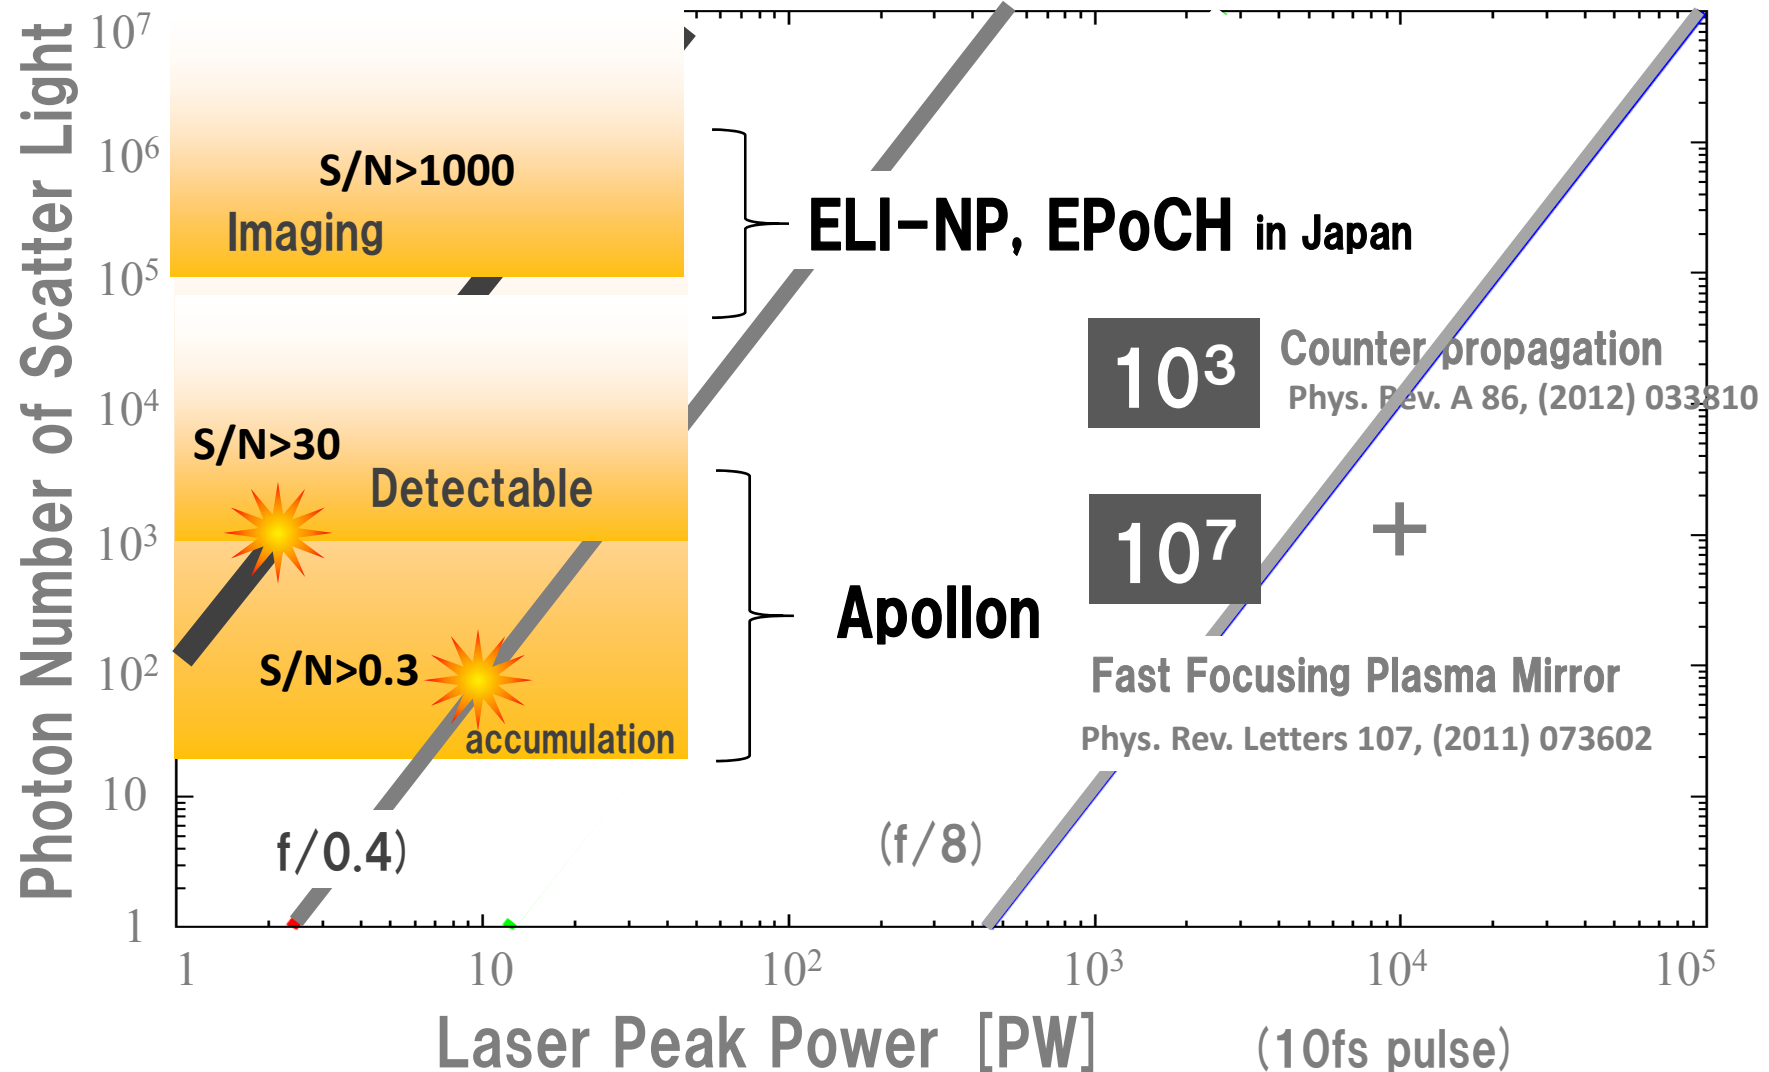 Photon Number of Scatter Light
10⁷
10⁶
10⁵
10⁴
10³
10²
10
1
S/N>1000
Imaging
ELI-NP, EPoCH in Japan
S/N>30
Detectable
10³
Counter propagation
Phys. Rev. A 86, (2012) 033810
10⁷
+
S/N>0.3
accumulation
Apollon
Fast Focusing Plasma Mirror
Phys. Rev. Letters 107, (2011) 073602
f/0.4)
(f/8)
1
10
10²
10³
10⁴
10⁵
Laser Peak Power [PW]
(10fs pulse)